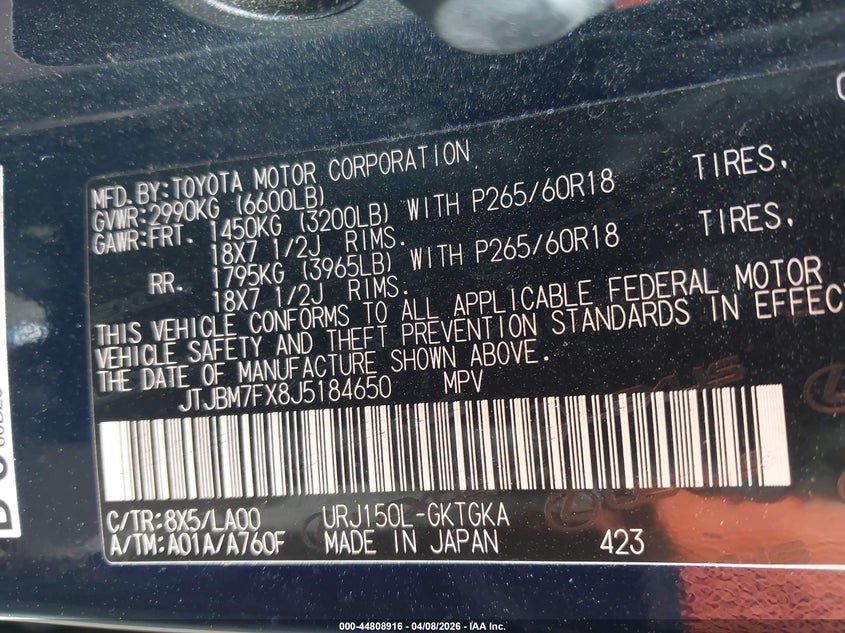 MFD.BY:TOYOTA MOTOR CORPORATION
GVWR:2990KG (6600LB)
GAWR:FRT. 1450KG (3200LB) WITH P265/60R18 TIRES,
18X7 1/2J RIMS.
RR. 1795KG (3965LB) WITH P265/60R18 TIRES,
18X7 1/2J RIMS.
THIS VEHICLE CONFORMS TO ALL APPLICABLE FEDERAL MOTOR
VEHICLE SAFETY AND THEFT PREVENTION STANDARDS IN EFFEC
THE DATE OF MANUFACTURE SHOWN ABOVE.
JTJBM7FX8J5184650 MPV
C/TR:8X5/LA00 URJ150L-GKTGKA
A/TM:A01A/A760F MADE IN JAPAN 423
000-44808916 - 04/08/2026 - IAA Inc.